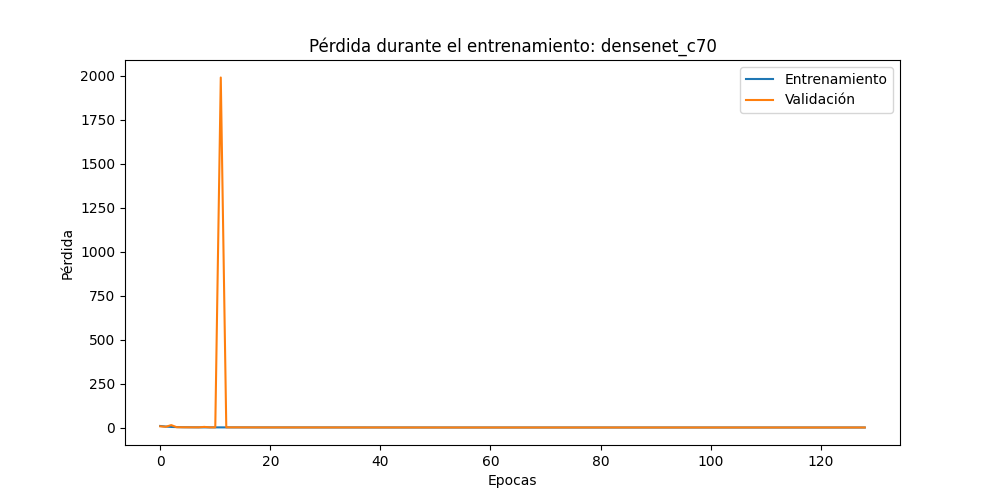 Pérdida durante el entrenamiento: densenet_c70
Entrenamiento
Validación
2000
1750
1500
1250
1000
750
500
250
0
Pérdida
0 20 40 60 80 100 120
Epocas